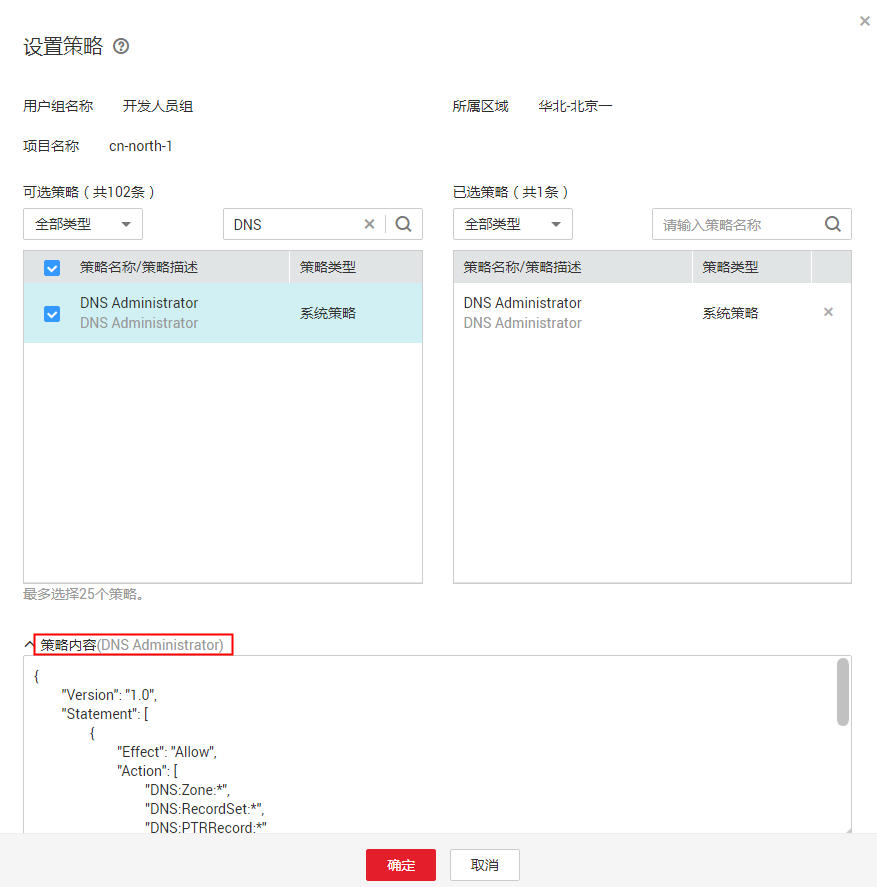 设置策略 ?
用户组名称 开发人员组 所属区域 华北-北京一
项目名称 cn-north-1
可选策略（共102条） 已选策略（共1条）
全部类型 DNS 全部类型 请输入策略名称
策略名称/策略描述 策略类型 策略名称/策略描述 策略类型
DNS Administrator DNS Administrator
系统策略 系统策略
DNS Administrator DNS Administrator
最多选择25个策略。
策略内容(DNS Administrator)
{
"Version": "1.0",
"Statement": [
{
"Effect": "Allow",
"Action": [
"DNS:Zone:*",
"DNS:RecordSet:*",
"DNS:PTRRecord:*"
确定 取消